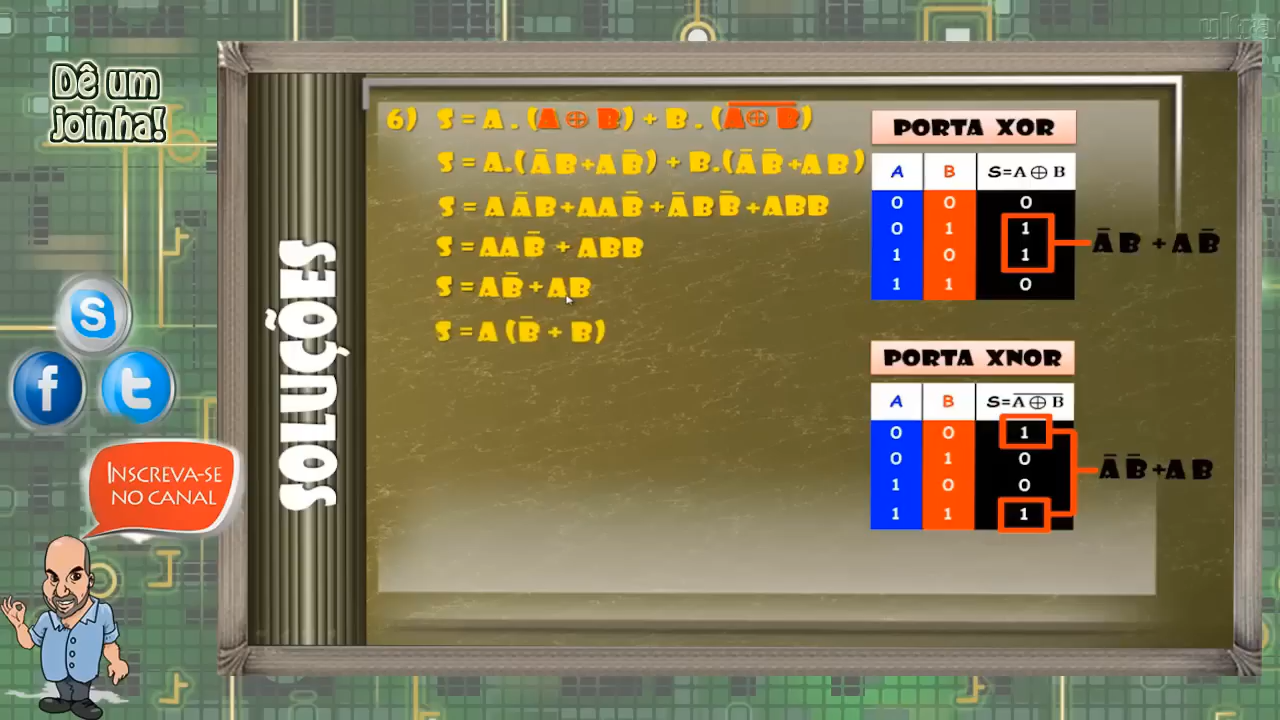 ultra
Dê um
joinha!
SOLUÇÕES
6) S = A . (A ⊕ B) + B . (A̅ ⊕ B̅)
S = A.(ĀB+AB̄) + B.(ĀB̄+AB)
S = AĀB+AAB̄+ĀBB̄+ABB
S = AAB̄ + ABB
S = AB̄ + AB
S = A (B̄ + B)
PORTA XOR
A B S=A ⊕ B
0 0 0
0 1 1
1 0 1
1 1 0
ĀB + AB̄
PORTA XNOR
A B S=A̅ ⊕ B̅
0 0 1
0 1 0
1 0 0
1 1 1
ĀB̄+AB
S
f
t
INSCREVA-SE
NO CANAL